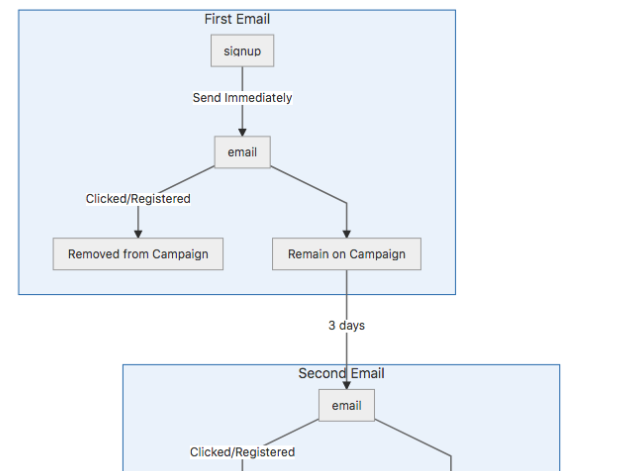 First Email
signup
Send Immediately
email
Clicked/Registered
Removed from Campaign
Remain on Campaign
3 days
Second Email
email
Clicked/Registered